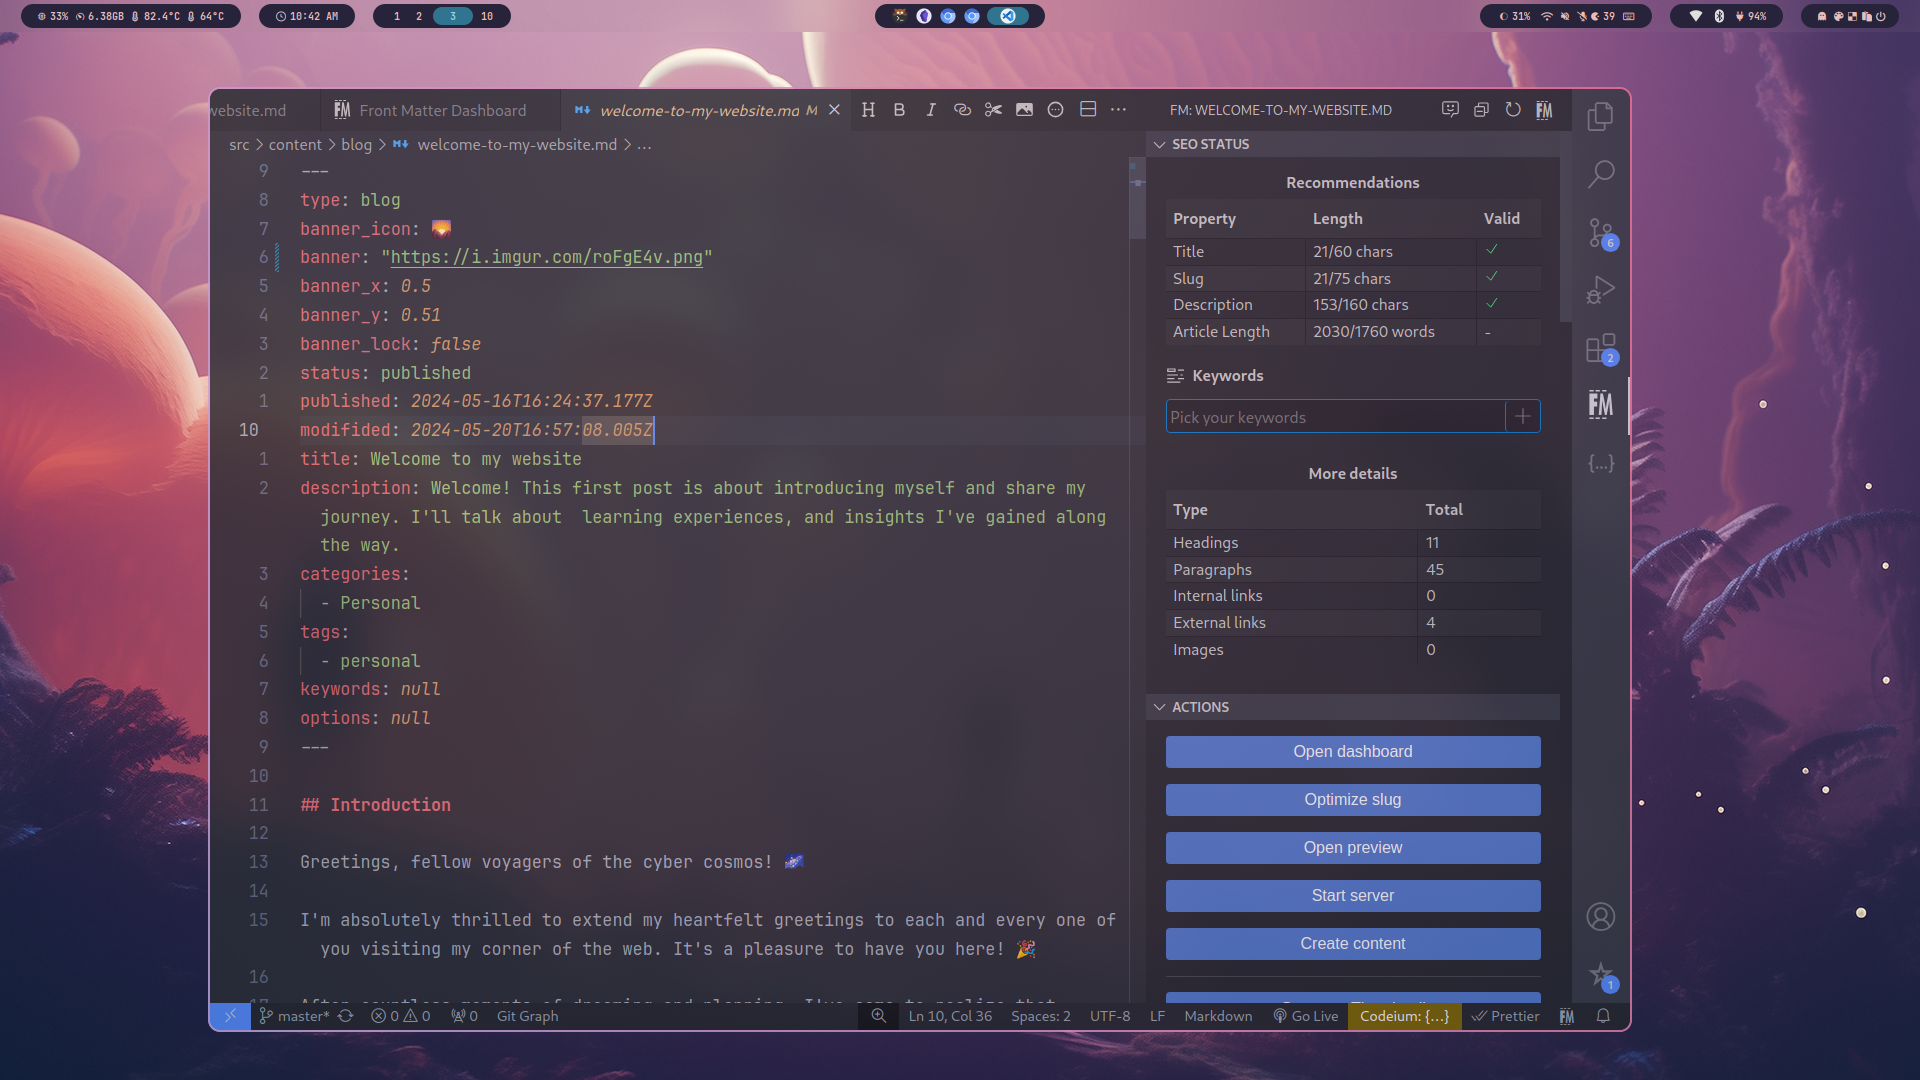 33% 6.38GB 82.4°C 64°C
10:42 AM
1 2 3 10
31% 39
94%
website.md
FM Front Matter Dashboard
welcome-to-my-website.md M
H B I
FM: WELCOME-TO-MY-WEBSITE.MD
FM
src > content > blog > welcome-to-my-website.md > ...
9 ---
8 type: blog
7 banner_icon: 🌄
6 banner: "https://i.imgur.com/roFgE4v.png"
5 banner_x: 0.5
4 banner_y: 0.51
3 banner_lock: false
2 status: published
1 published: 2024-05-16T16:24:37.177Z
10 modifided: 2024-05-20T16:57:08.005Z
1 title: Welcome to my website
2 description: Welcome! This first post is about introducing myself and share my
journey. I'll talk about  learning experiences, and insights I've gained along
the way.
3 categories:
4 - Personal
5 tags:
6 - personal
7 keywords: null
8 options: null
9 ---
10
11 ## Introduction
12
13 Greetings, fellow voyagers of the cyber cosmos! 🌌
14
15 I'm absolutely thrilled to extend my heartfelt greetings to each and every one of
you visiting my corner of the web. It's a pleasure to have you here! 🎉
16
SEO STATUS
Recommendations
Property Length Valid
Title 21/60 chars ✓
Slug 21/75 chars ✓
Description 153/160 chars ✓
Article Length 2030/1760 words -
Keywords
Pick your keywords
More details
Type Total
Headings 11
Paragraphs 45
Internal links 0
External links 4
Images 0
ACTIONS
Open dashboard
Optimize slug
Open preview
Start server
Create content
6
2
FM
{...}
1
master* 0 0 0 Git Graph
Ln 10, Col 36 Spaces: 2 UTF-8 LF Markdown Go Live Codeium: {...} Prettier FM